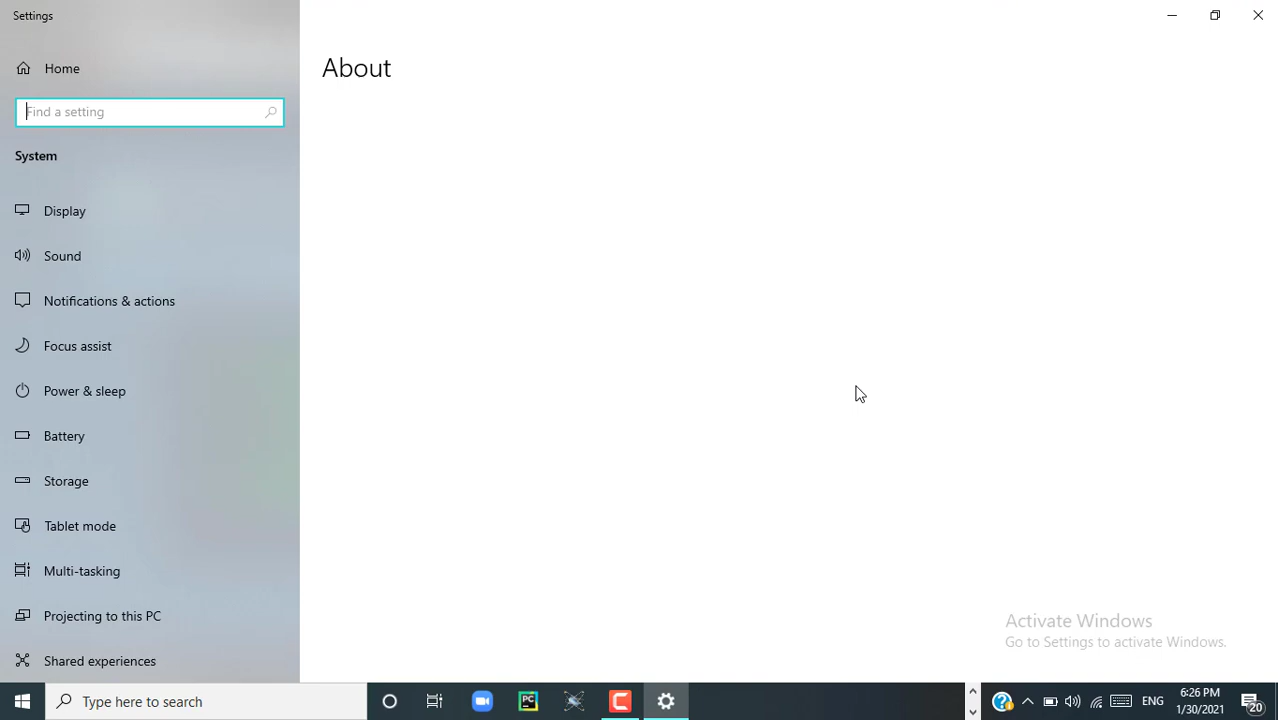 Settings
Home
Find a setting
System
Display
Sound
Notifications & actions
Focus assist
Power & sleep
Battery
Storage
Tablet mode
Multi-tasking
Projecting to this PC
Shared experiences
About
Activate Windows
Go to Settings to activate Windows.
Type here to search
PC
ENG
6:26 PM
1/30/2021
20